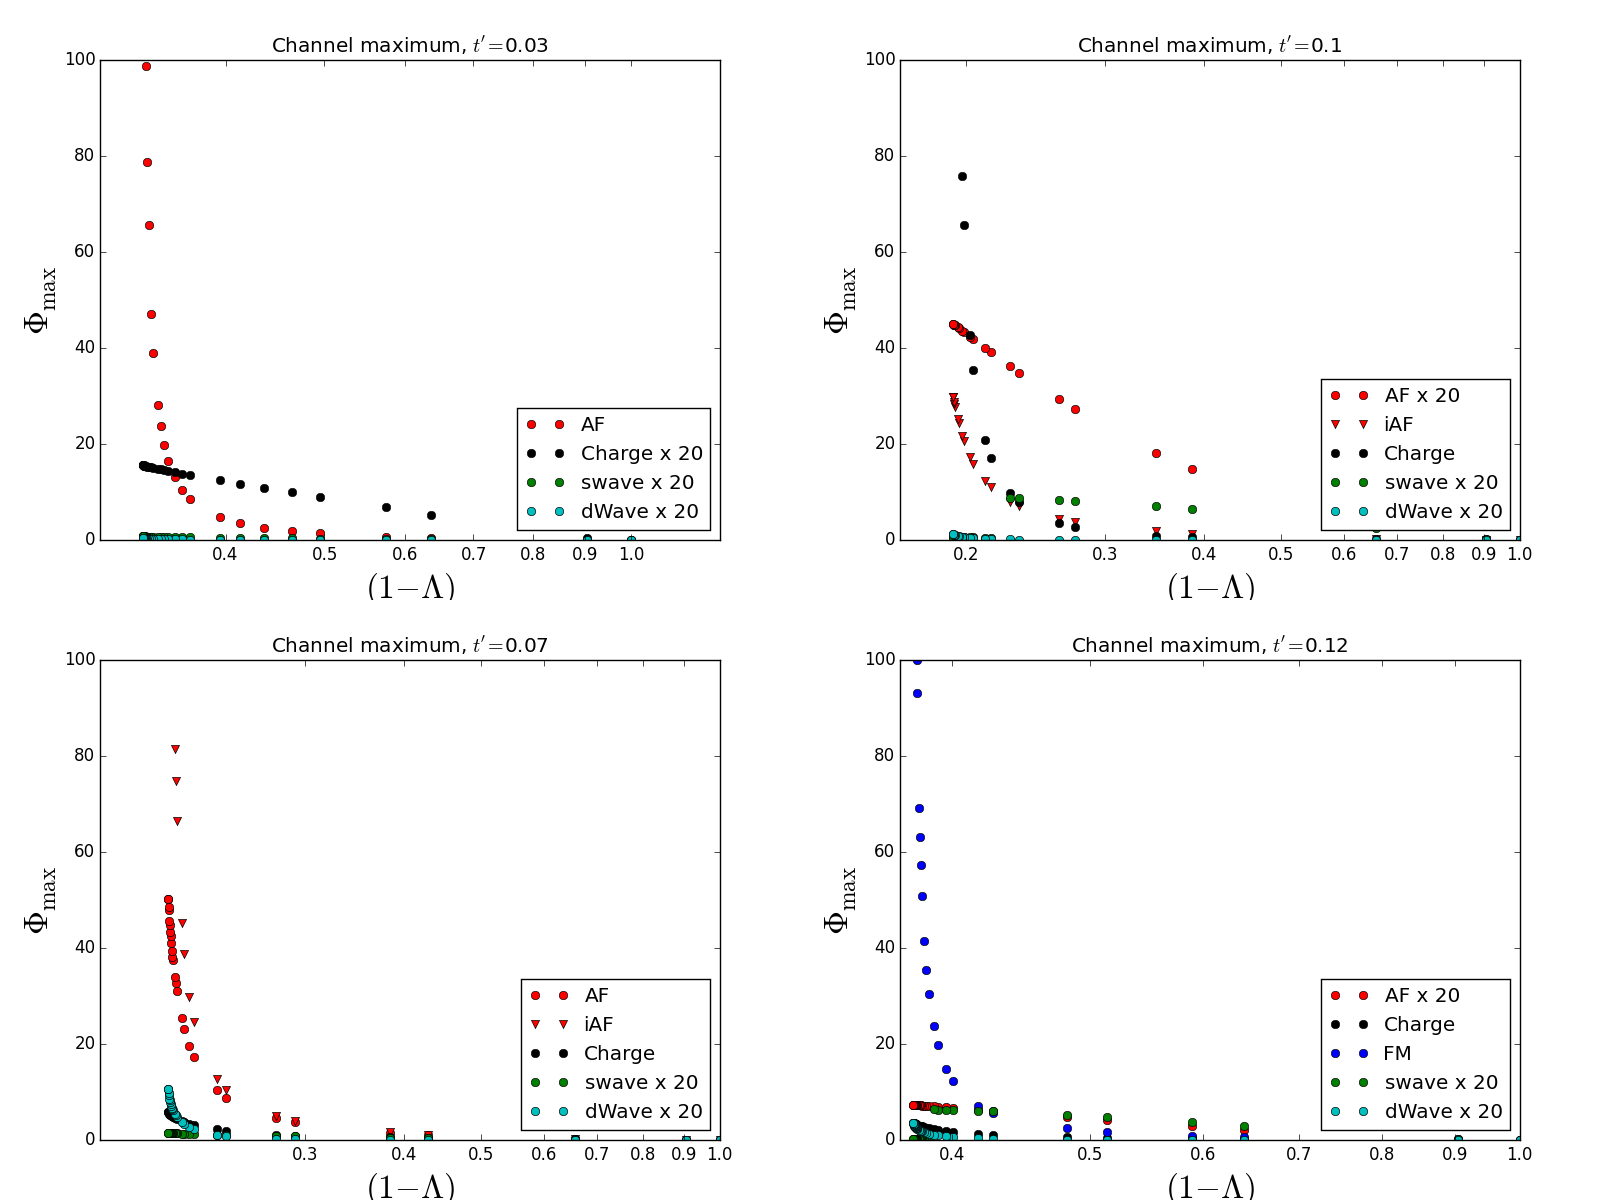 Channel maximum, t′=0.03
100
80
60
40
20
0
Φmax
AF
Charge x 20
swave x 20
dWave x 20
0.4 0.5 0.6 0.7 0.8 0.9 1.0
(1−Λ)
Channel maximum, t′=0.1
100
80
60
40
20
0
Φmax
AF x 20
iAF
Charge
swave x 20
dWave x 20
0.2 0.3 0.4 0.5 0.6 0.7 0.8 0.9 1.0
(1−Λ)
Channel maximum, t′=0.07
100
80
60
40
20
0
Φmax
AF
iAF
Charge
swave x 20
dWave x 20
0.3 0.4 0.5 0.6 0.7 0.8 0.9 1.0
(1−Λ)
Channel maximum, t′=0.12
100
80
60
40
20
0
Φmax
AF x 20
Charge
FM
swave x 20
dWave x 20
0.4 0.5 0.6 0.7 0.8 0.9 1.0
(1−Λ)